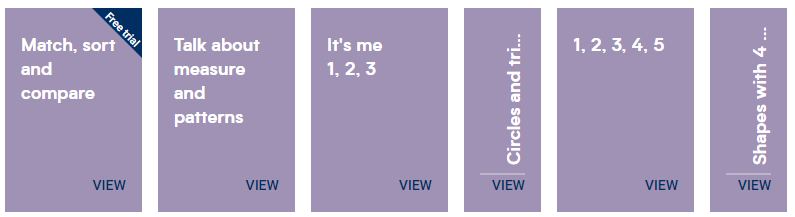 Free trial
Match, sort
and
compare
VIEW
Talk about
measure
and
patterns
VIEW
It's me
1, 2, 3
VIEW
Circles and tri...
VIEW
1, 2, 3, 4, 5
VIEW
Shapes with 4 ...
VIEW